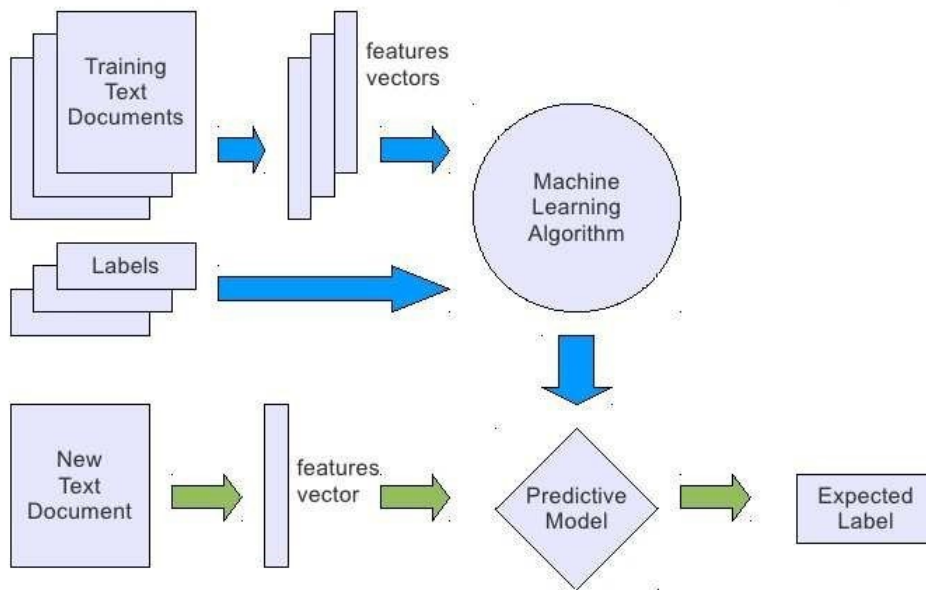 Training
Text
Documents
features
vectors
Machine
Learning
Algorithm
Labels
New
Text
Document
features
vector
Predictive
Model
Expected
Label